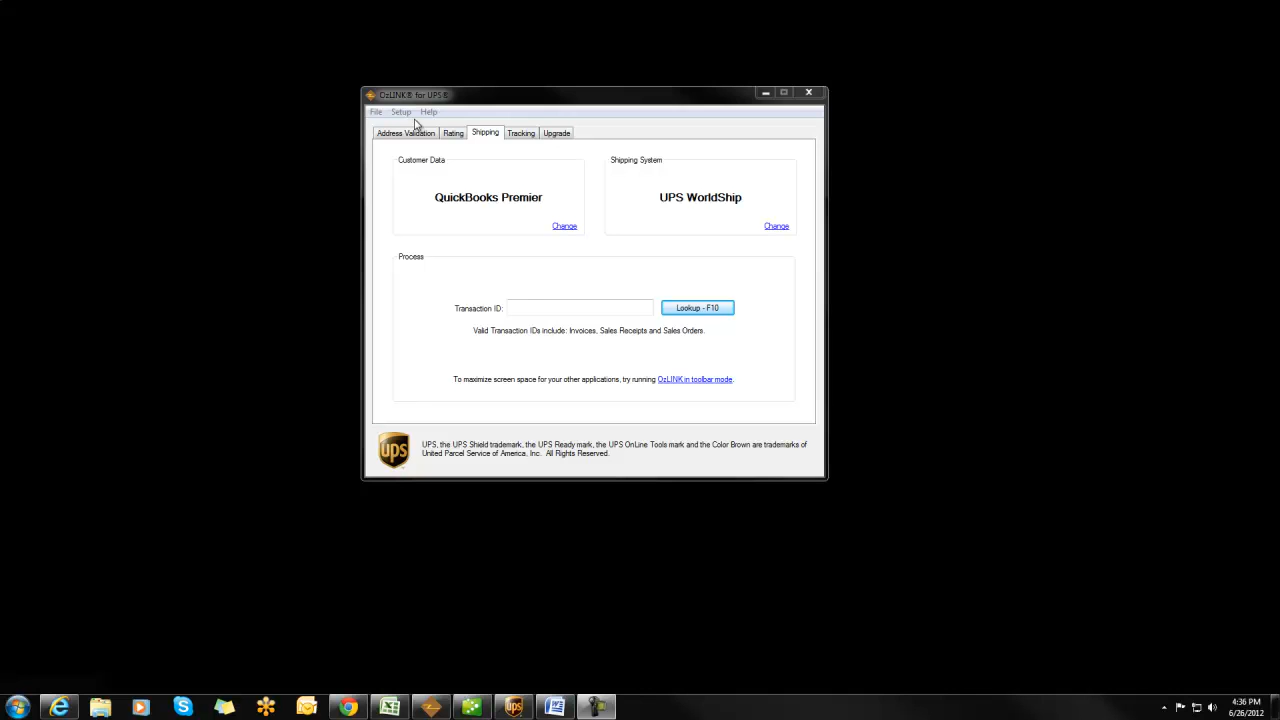 OzLINK® for UPS®
File Setup Help
Address Validation Rating Shipping Tracking Upgrade
Customer Data
QuickBooks Premier
Change
Shipping System
UPS WorldShip
Change
Process
Transaction ID: Lookup - F10
Valid Transaction IDs include: Invoices, Sales Receipts and Sales Orders.
To maximize screen space for your other applications, try running OzLINK in toolbar mode.
ups
UPS, the UPS Shield trademark, the UPS Ready mark, the UPS OnLine Tools mark and the Color Brown are trademarks of
United Parcel Service of America, Inc. All Rights Reserved.
4:36 PM
6/26/2012